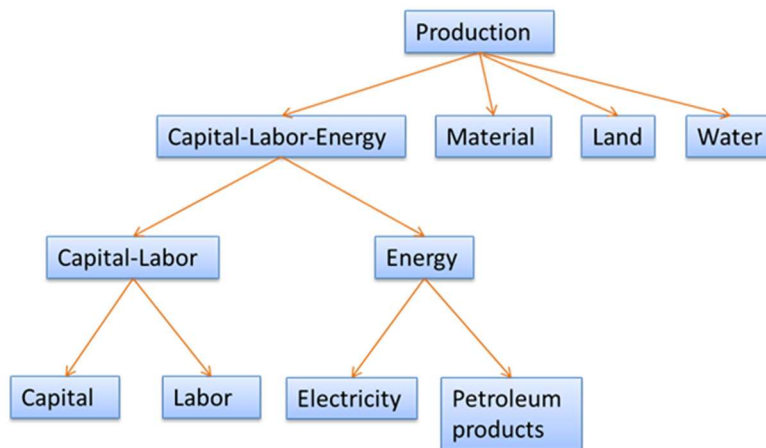 Production
Capital-Labor-Energy
Material
Land
Water
Capital-Labor
Energy
Capital
Labor
Electricity
Petroleum
products